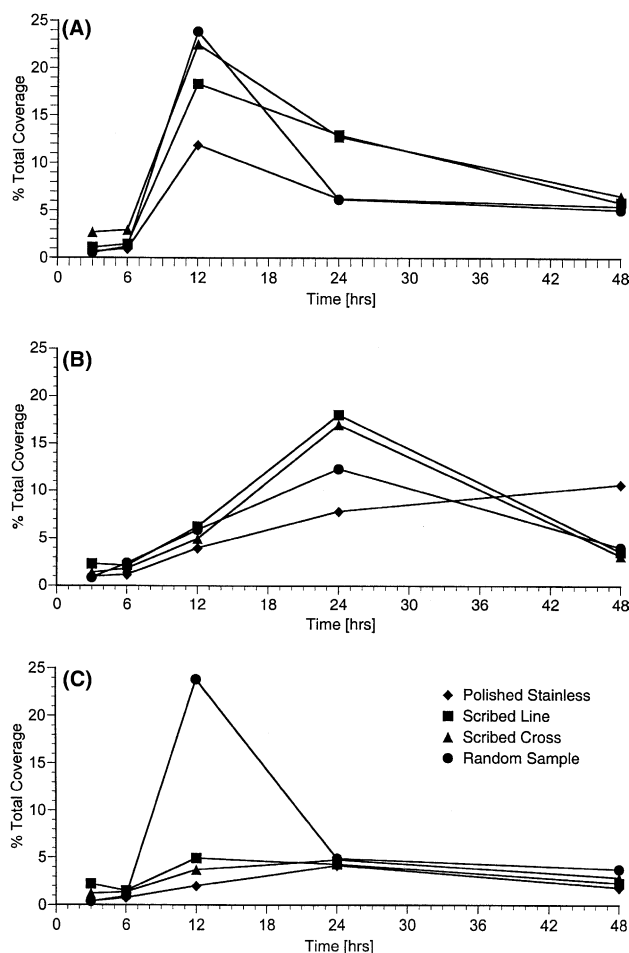 (A)
25
20
15
10
5
0
% Total Coverage
0 6 12 18 24 30 36 42 48
Time [hrs]
(B)
25
20
15
10
5
0
% Total Coverage
0 6 12 18 24 30 36 42 48
Time [hrs]
(C)
25
20
15
10
5
0
% Total Coverage
Polished Stainless
Scribed Line
Scribed Cross
Random Sample
0 6 12 18 24 30 36 42 48
Time [hrs]